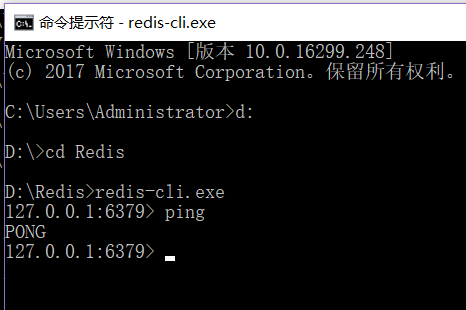 命令提示符 - redis-cli.exe
Microsoft Windows [版本 10.0.16299.248]
(c) 2017 Microsoft Corporation。保留所有权利。
C:\Users\Administrator>d:
D:\>cd Redis
D:\Redis>redis-cli.exe
127.0.0.1:6379> ping
PONG
127.0.0.1:6379>